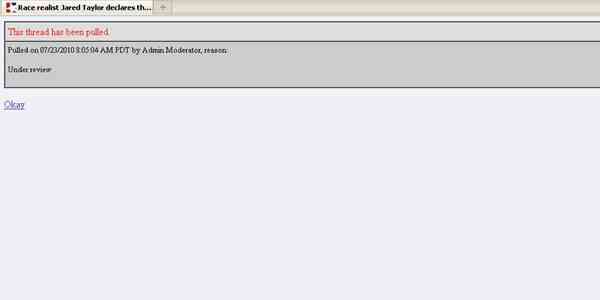 Race realist Jared Taylor declares th...
This thread has been pulled.
Pulled on 07/23/2010 8:05:04 AM PDT by Admin Moderator, reason:
Under review
Okay